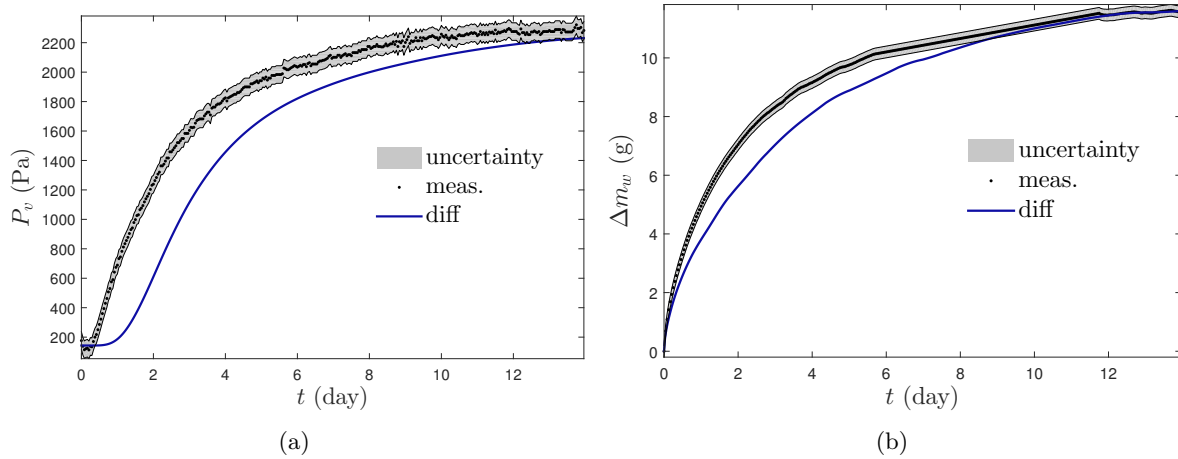 2200
2000
1800
1600
1400
1200
1000
800
600
400
200
P_v (Pa)
uncertainty
meas.
diff
0 2 4 6 8 10 12
t (day)
(a)
10
8
6
4
2
0
Δm_w (g)
uncertainty
meas.
diff
0 2 4 6 8 10 12
t (day)
(b)